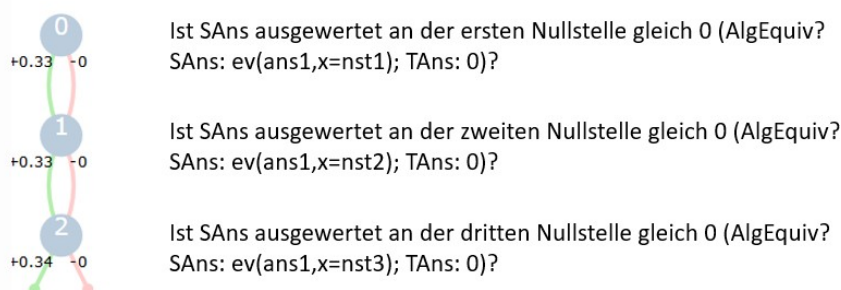 0
Ist SAns ausgewertet an der ersten Nullstelle gleich 0 (AlgEquiv?
+0.33 -0
SAns: ev(ans1,x=nst1); TAns: 0)?
1
Ist SAns ausgewertet an der zweiten Nullstelle gleich 0 (AlgEquiv?
+0.33 -0
SAns: ev(ans1,x=nst2); TAns: 0)?
2
Ist SAns ausgewertet an der dritten Nullstelle gleich 0 (AlgEquiv?
+0.34 -0
SAns: ev(ans1,x=nst3); TAns: 0)?